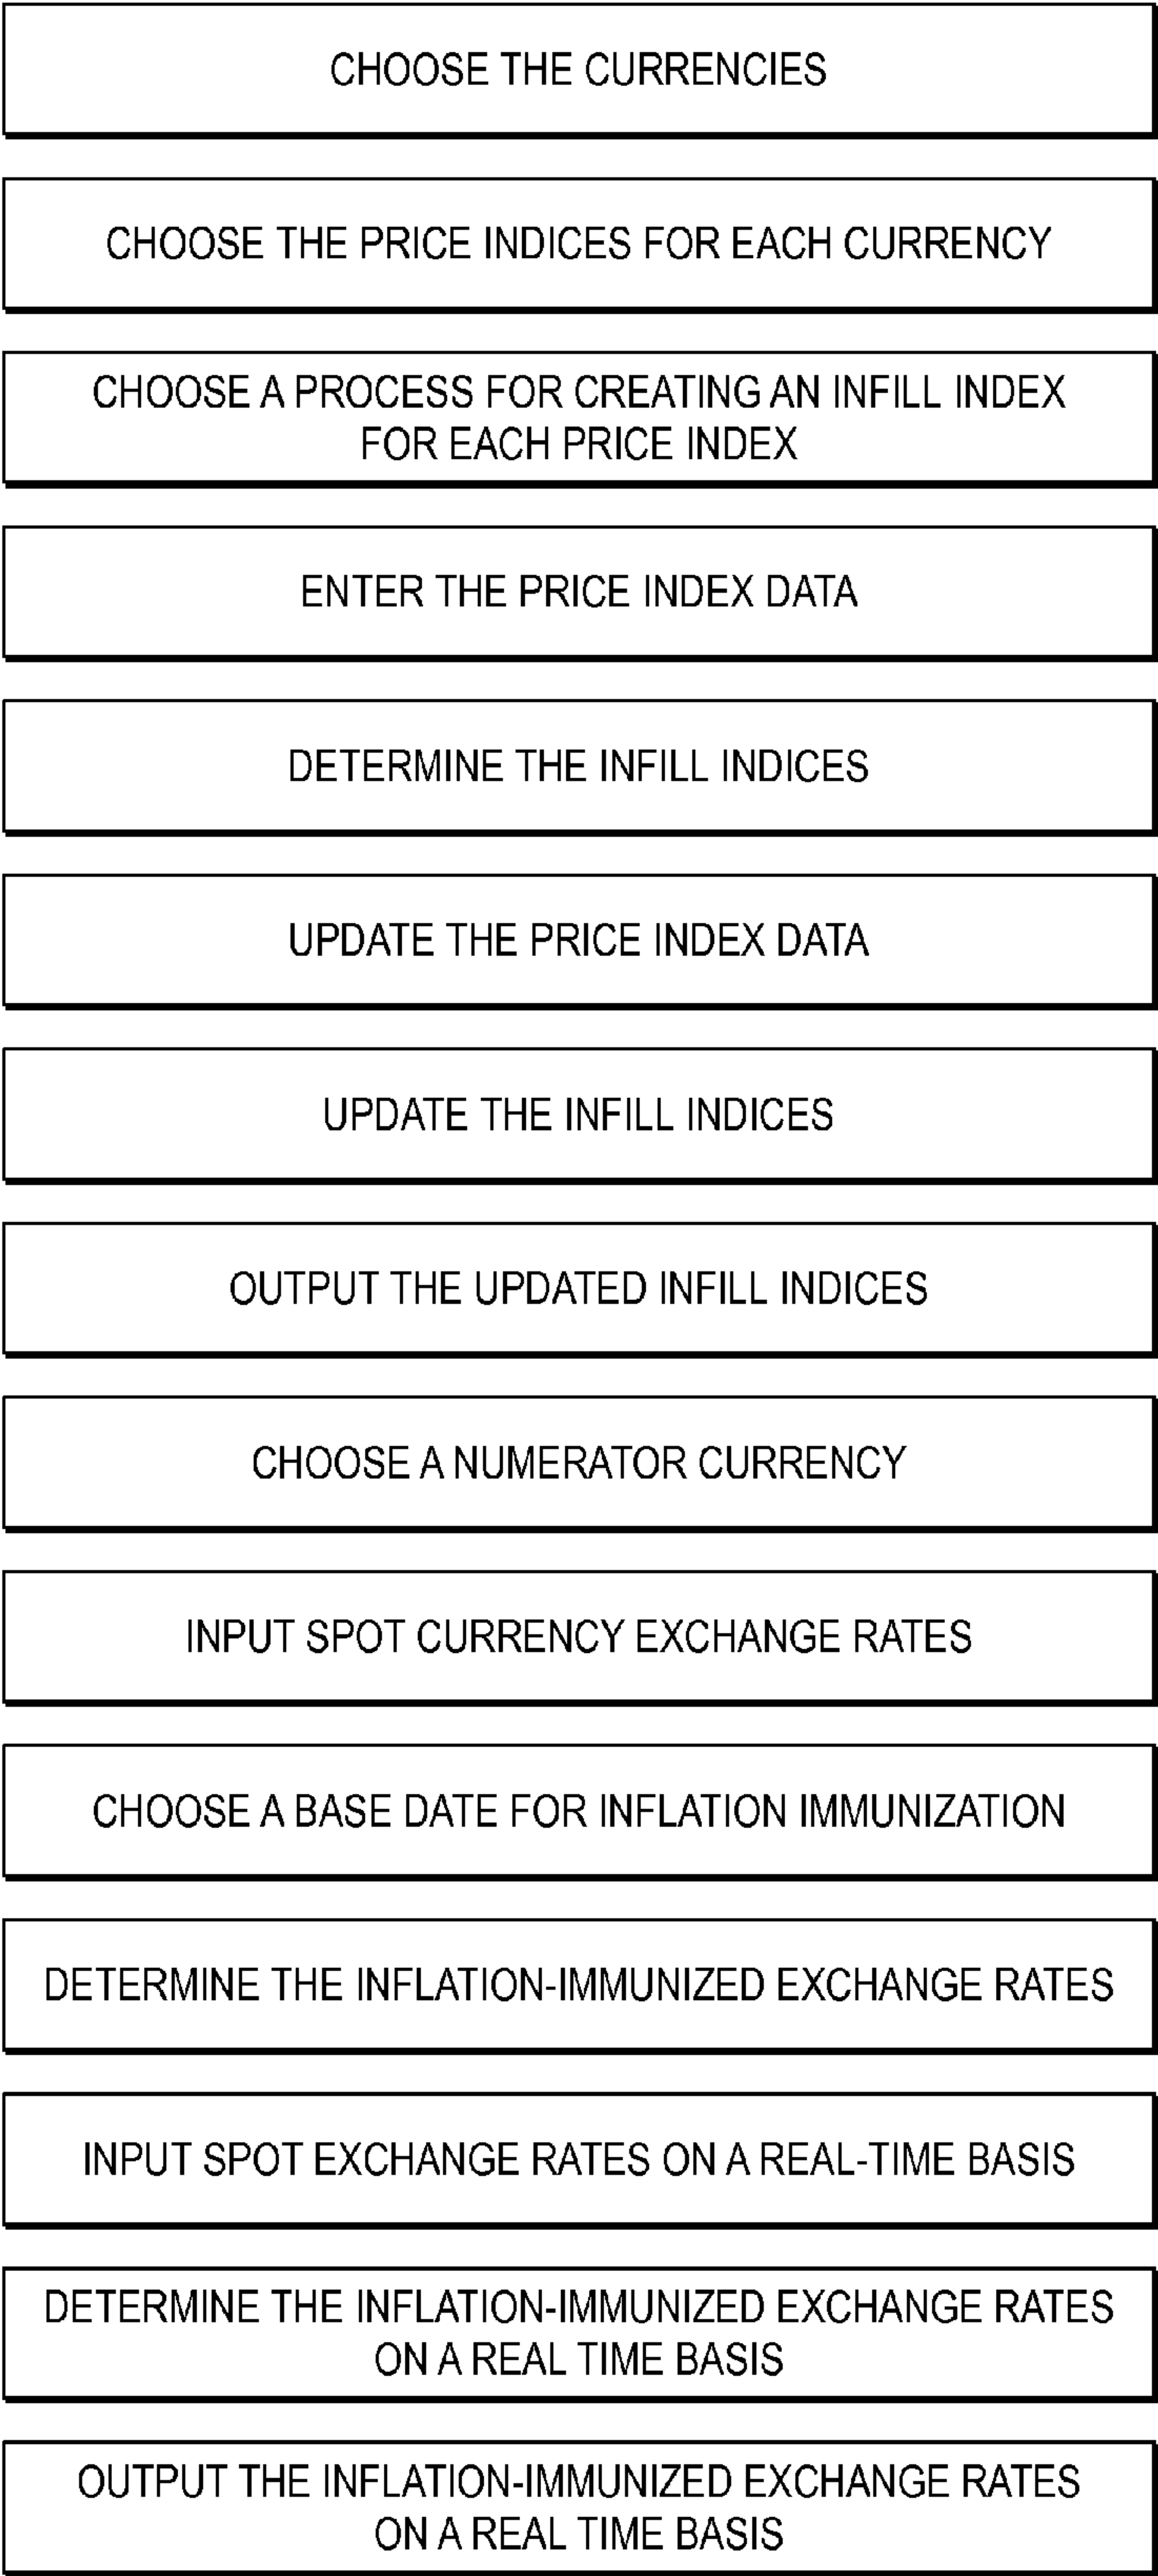 CHOOSE THE CURRENCIES
CHOOSE THE PRICE INDICES FOR EACH CURRENCY
CHOOSE A PROCESS FOR CREATING AN INFILL INDEX
FOR EACH PRICE INDEX
ENTER THE PRICE INDEX DATA
DETERMINE THE INFILL INDICES
UPDATE THE PRICE INDEX DATA
UPDATE THE INFILL INDICES
OUTPUT THE UPDATED INFILL INDICES
CHOOSE A NUMERATOR CURRENCY
INPUT SPOT CURRENCY EXCHANGE RATES
CHOOSE A BASE DATE FOR INFLATION IMMUNIZATION
DETERMINE THE INFLATION-IMMUNIZED EXCHANGE RATES
INPUT SPOT EXCHANGE RATES ON A REAL-TIME BASIS
DETERMINE THE INFLATION-IMMUNIZED EXCHANGE RATES
ON A REAL TIME BASIS
OUTPUT THE INFLATION-IMMUNIZED EXCHANGE RATES
ON A REAL TIME BASIS